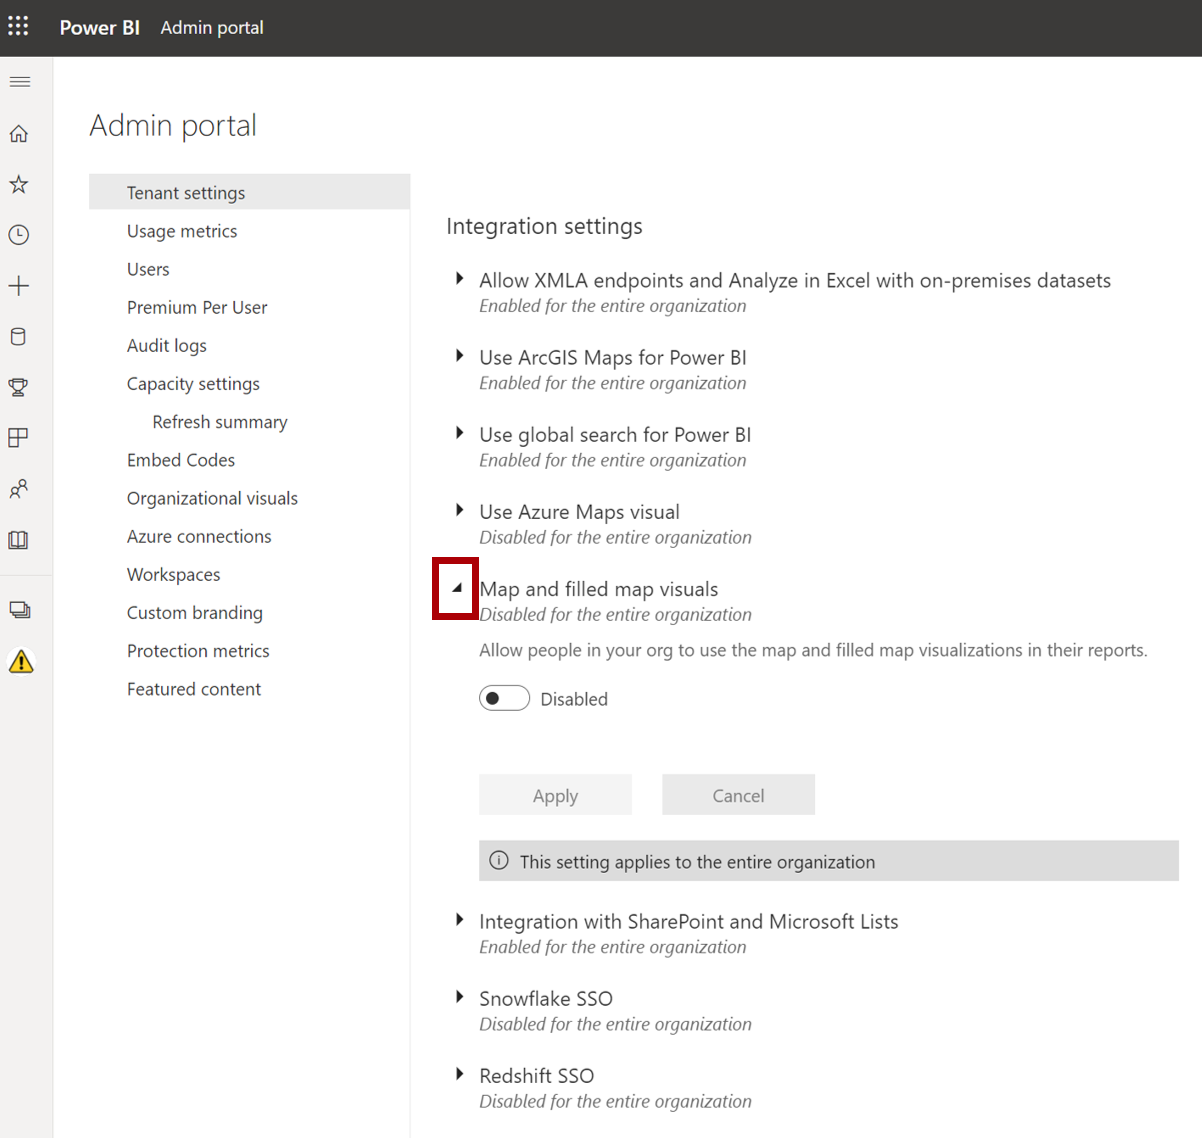 Power BI Admin portal
Admin portal
Tenant settings
Usage metrics
Users
Premium Per User
Audit logs
Capacity settings
Refresh summary
Embed Codes
Organizational visuals
Azure connections
Workspaces
Custom branding
Protection metrics
Featured content
Integration settings
Allow XMLA endpoints and Analyze in Excel with on-premises datasets
Enabled for the entire organization
Use ArcGIS Maps for Power BI
Enabled for the entire organization
Use global search for Power BI
Enabled for the entire organization
Use Azure Maps visual
Disabled for the entire organization
Map and filled map visuals
Disabled for the entire organization
Allow people in your org to use the map and filled map visualizations in their reports.
Disabled
Apply Cancel
This setting applies to the entire organization
Integration with SharePoint and Microsoft Lists
Enabled for the entire organization
Snowflake SSO
Disabled for the entire organization
Redshift SSO
Disabled for the entire organization